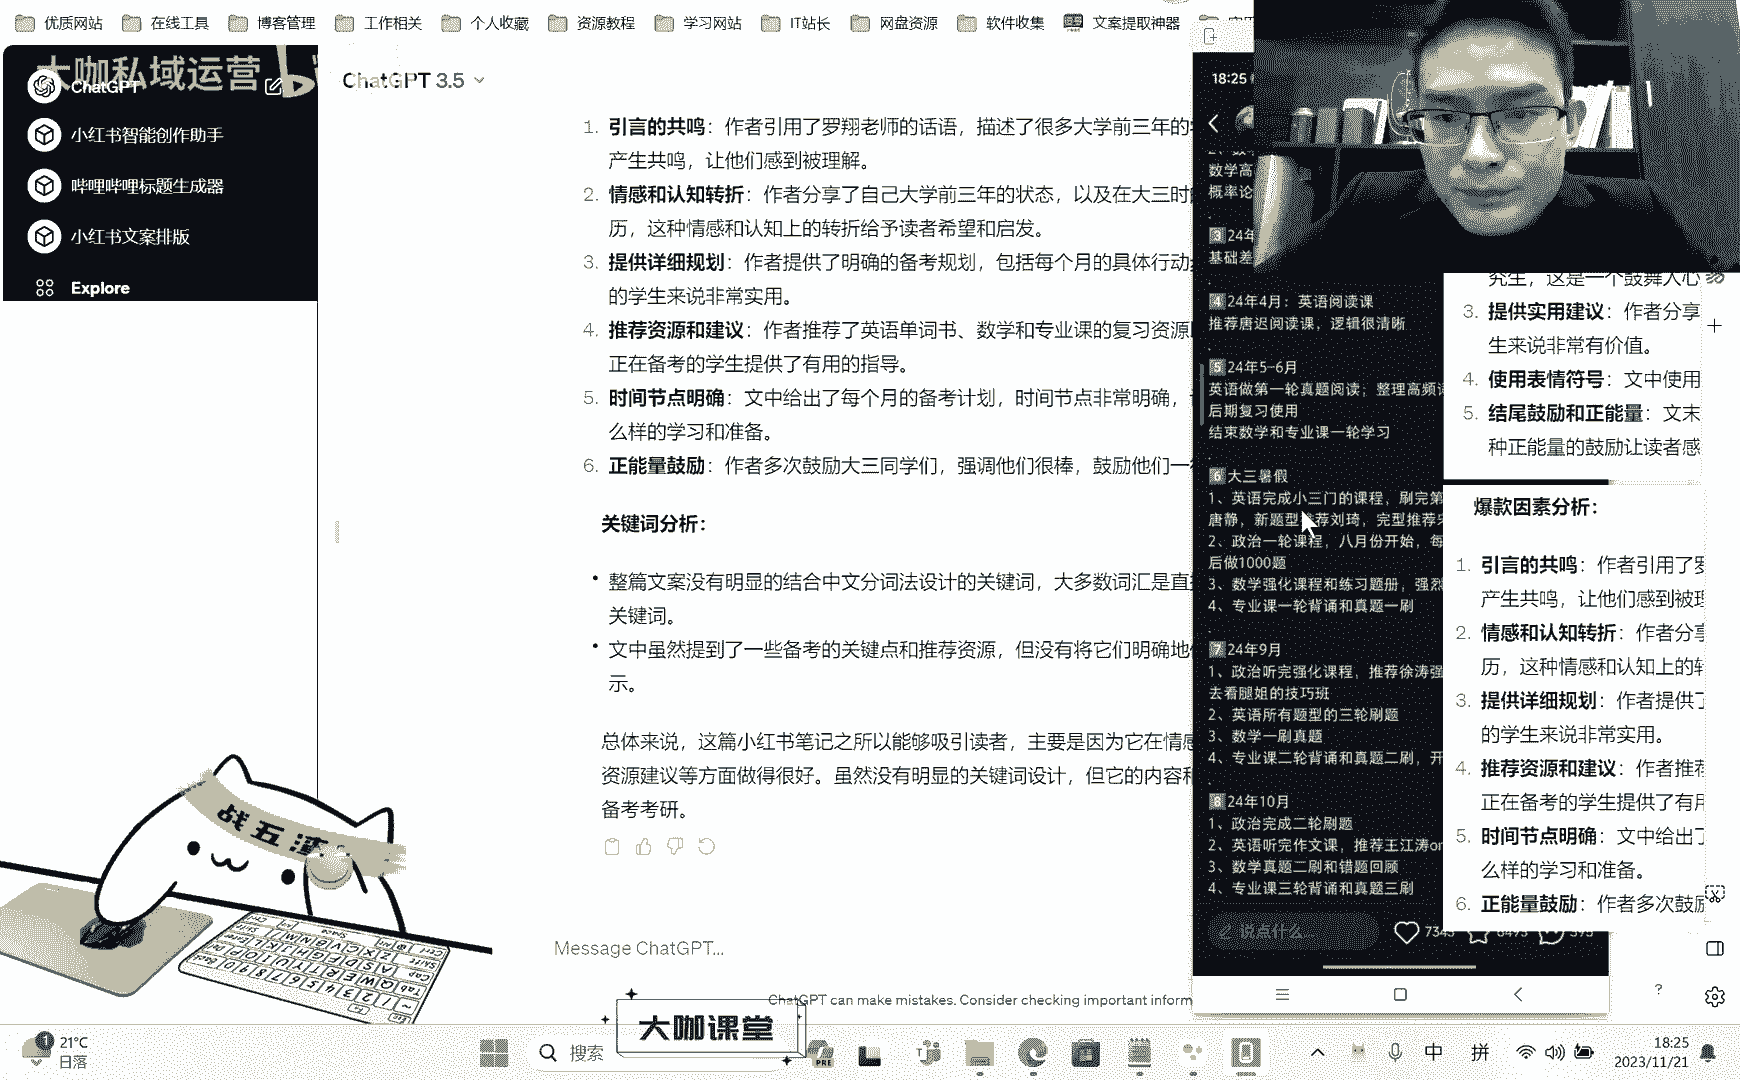 优质网站 在线工具 博客管理 工作相关 个人收藏 资源教程 学习网站 IT站长 网盘资源 软件收集 文案提取神器
大咖私域运营
ChatGPT
小红书智能创作助手
哔哩哔哩标题生成器
小红书文案排版
Explore
ChatGPT 3.5
1. 引言的共鸣：作者引用了罗翔老师的话语，描述了很多大学前三年的
产生共鸣，让他们感到被理解。
2. 情感和认知转折：作者分享了自己大学前三年的状态，以及在大三时
历，这种情感和认知上的转折给予读者希望和启发。
3. 提供详细规划：作者提供了明确的备考规划，包括每个月的具体行动
的学生来说非常实用。
4. 推荐资源和建议：作者推荐了英语单词书、数学和专业课的复习资源
正在备考的学生提供了有用的指导。
5. 时间节点明确：文中给出了每个月的备考计划，时间节点非常明确，
么样的学习和准备。
6. 正能量鼓励：作者多次鼓励大三同学们，强调他们很棒，鼓励他们一
关键词分析：
• 整篇文案没有明显的结合中文分词法设计的关键词，大多数词汇是直
关键词。
• 文中虽然提到了一些备考的关键点和推荐资源，但没有将它们明确地
示。
总体来说，这篇小红书笔记之所以能够吸引读者，主要是因为它在情感
资源建议等方面做得很好。虽然没有明显的关键词设计，但它的内容和
备考考研。
Message ChatGPT...
ChatGPT can make mistakes. Consider checking important inform
18:25
数学高
概率论
3 24年
基础差
4 24年4月：英语阅读课
推荐唐迟阅读课，逻辑很清晰
5 24年5-6月
英语做第一轮真题阅读；整理高频词
后期复习使用
结束数学和专业课一轮学习
6 大三暑假
1、英语完成小三门的课程，刷完第
唐静，新题型推荐刘琦，完型推荐宋
2、政治一轮课程，八月份开始，每
后做1000题
3、数学强化课程和练习题册，强烈
4、专业课一轮背诵和真题一刷
7 24年9月
1、政治听完强化课程，推荐徐涛强
去看腿姐的技巧班
2、英语所有题型的三轮刷题
3、数学一刷真题
4、专业课二轮背诵和真题二刷，开
8 24年10月
1、政治完成二轮刷题
2、英语听完作文课，推荐王江涛or
3、数学真题二刷和错题回顾
4、专业课三轮背诵和真题三刷
说点什么...
究生，这是一个鼓舞人心
3. 提供实用建议：作者分享
生来说非常有价值。
4. 使用表情符号：文中使用
5. 结尾鼓励和正能量：文末
种正能量的鼓励让读者感
爆款因素分析：
1. 引言的共鸣：作者引用了罗
产生共鸣，让他们感到被理
2. 情感和认知转折：作者分享
历，这种情感和认知上的转
3. 提供详细规划：作者提供了
的学生来说非常实用。
4. 推荐资源和建议：作者推荐
正在备考的学生提供了有用
5. 时间节点明确：文中给出了
么样的学习和准备。
6. 正能量鼓励：作者多次鼓励
战五渣
大咖课堂
1
21°C
日落
搜索
PRE
中
拼
18:25
2023/11/21